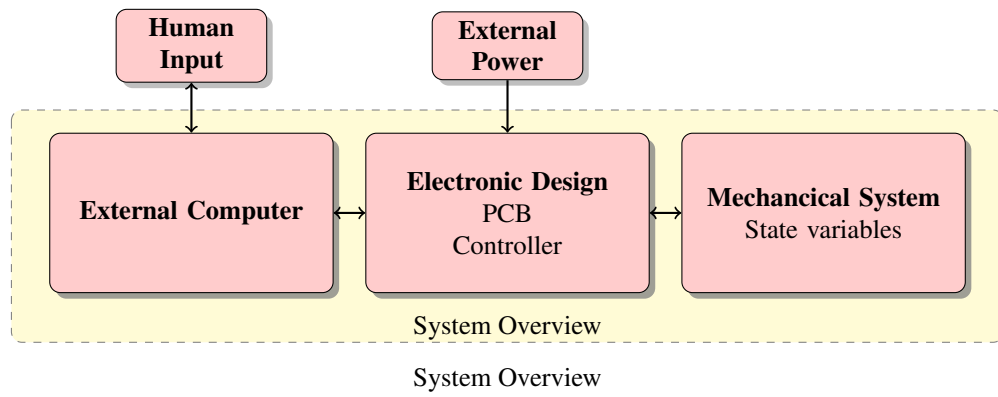 Human
Input
External
Power
External Computer
Electronic Design
PCB
Controller
Mechancical System
State variables
System Overview
System Overview